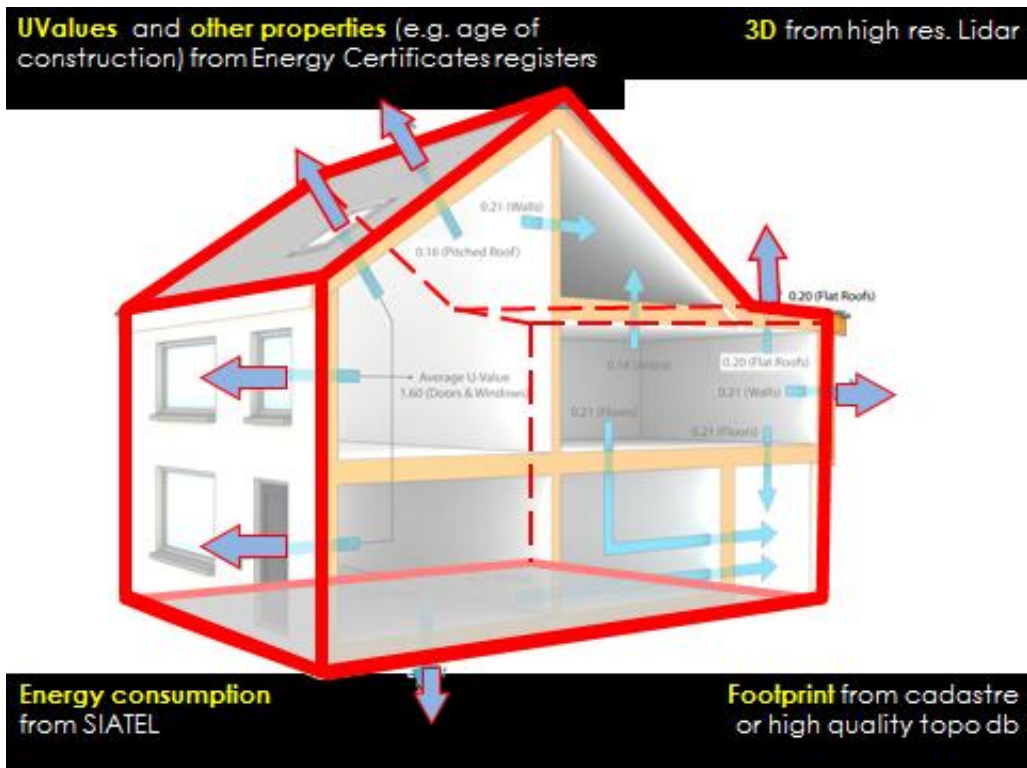 UValues and other properties (e.g. age of
construction) from Energy Certificates registers
3D from high res. Lidar
0.21 (Walls)
0.16 (Pitched Roof)
0.20 (Flat Roofs)
0.20 (Flat Roofs)
Average U-Value
1.60 (Doors & Windows)
0.21 (Walls)
0.21 (Floors)
0.21 (Floors)
Energy consumption
from SIATEL
Footprint from cadastre
or high quality topo db